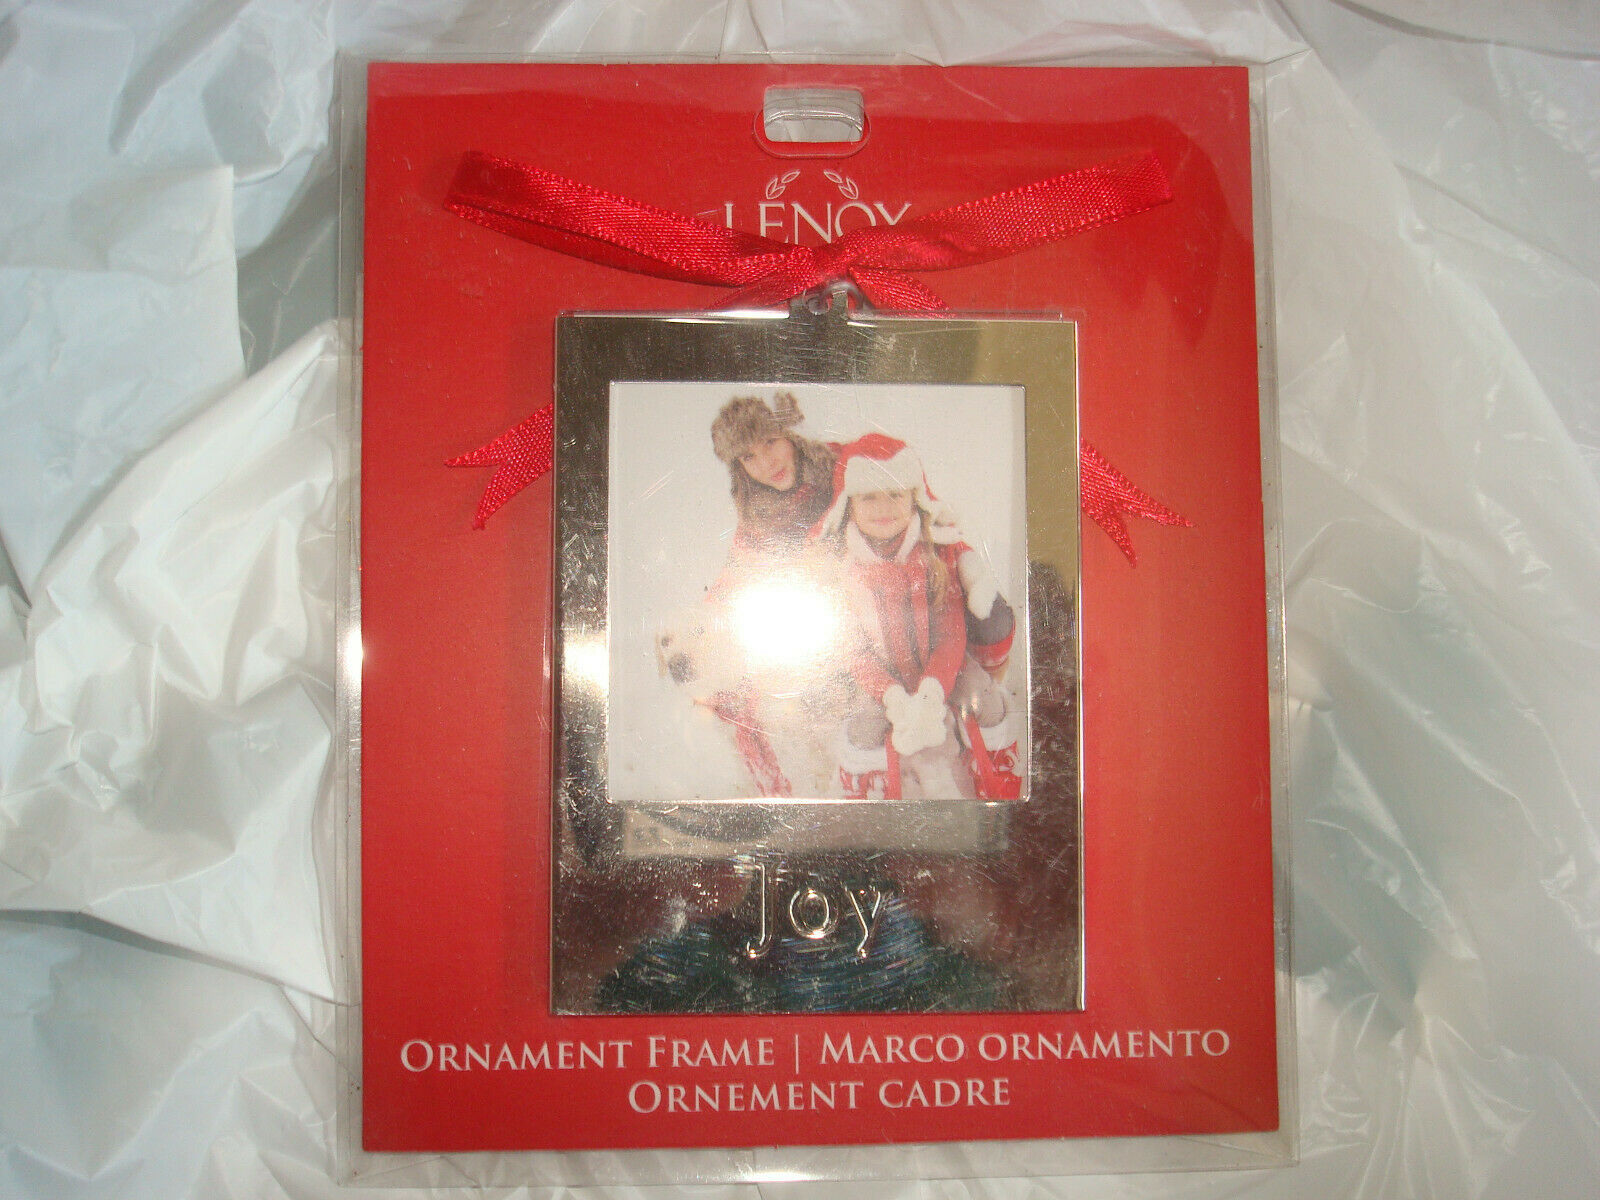 LENOX
Joy
ORNAMENT FRAME | MARCO ORNAMENTO
ORNEMENT CADRE